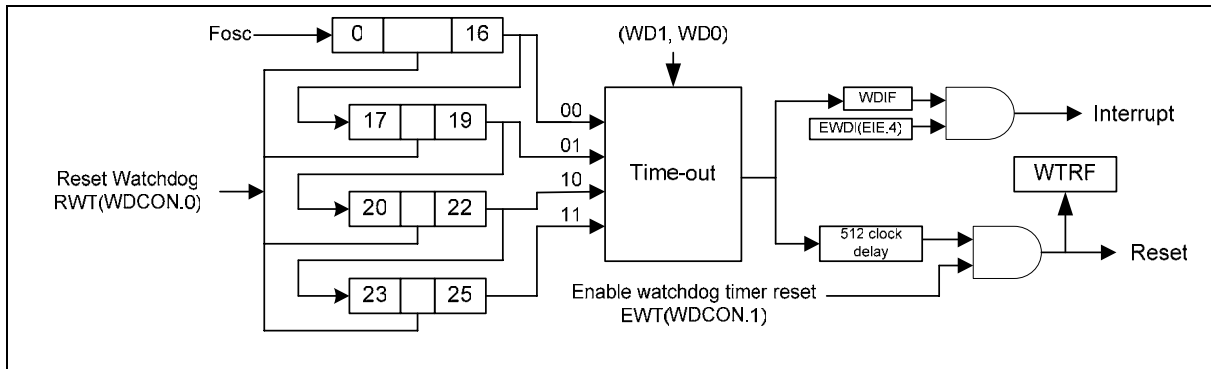 Fosc
0 16
(WD1, WD0)
17 19
00
01
10
11
Time-out
WDIF
EWDI(EIE.4)
Interrupt
Reset Watchdog
RWT(WDCON.0)
20 22
WTRF
512 clock
delay
Reset
23 25
Enable watchdog timer reset
EWT(WDCON.1)